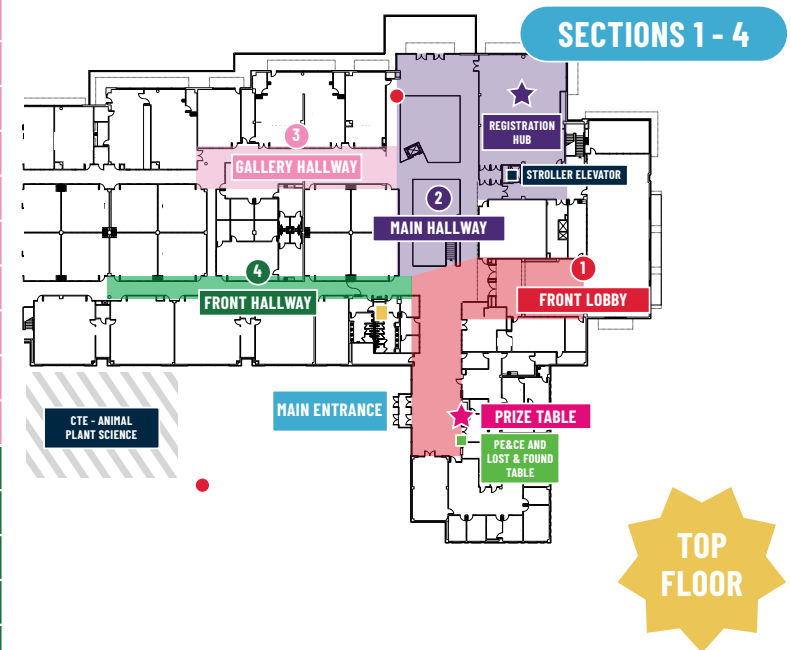 SECTIONS 1 - 4
REGISTRATION
HUB
3
GALLERY HALLWAY
STROLLER ELEVATOR
2
MAIN HALLWAY
1
FRONT LOBBY
4
FRONT HALLWAY
MAIN ENTRANCE
PRIZE TABLE
CTE - ANIMAL
PLANT SCIENCE
PE&CE AND
LOST & FOUND
TABLE
TOP
FLOOR